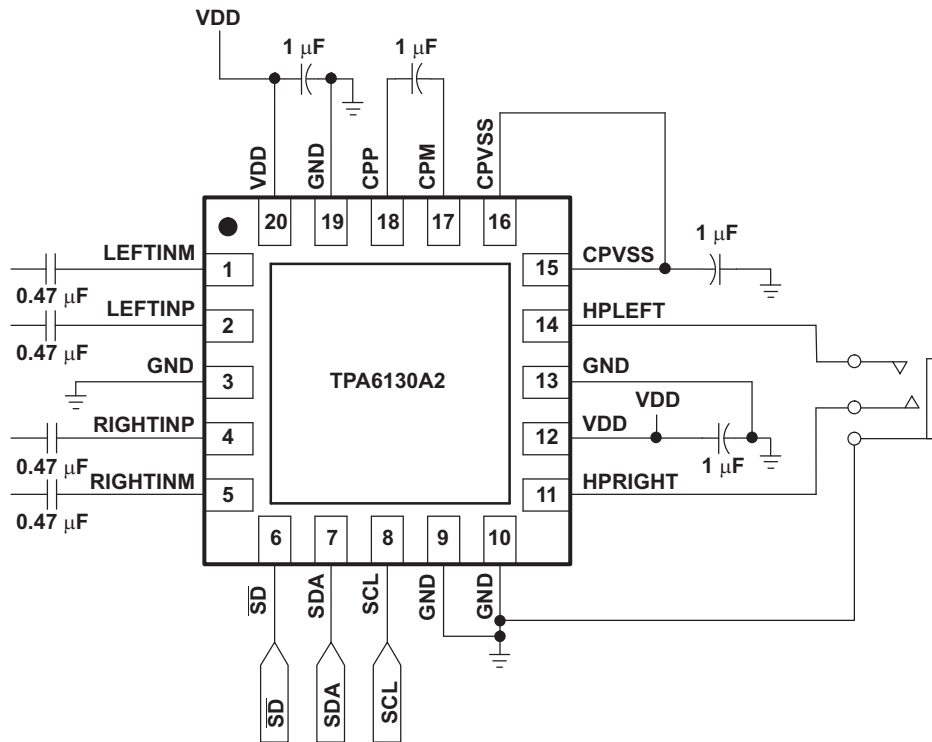 VDD
1 μF
1 μF
VDD
GND
CPP
CPM
CPVSS
20
19
18
17
16
LEFTINM
1
0.47 μF
LEFTINP
2
0.47 μF
GND
3
RIGHTINP
4
0.47 μF
RIGHTINM
5
0.47 μF
TPA6130A2
15
CPVSS
1 μF
14
HPLEFT
13
GND
VDD
12
VDD
1 μF
11
HPRIGHT
6
7
8
9
10
SD
SDA
SCL
GND
GND
SD
SDA
SCL